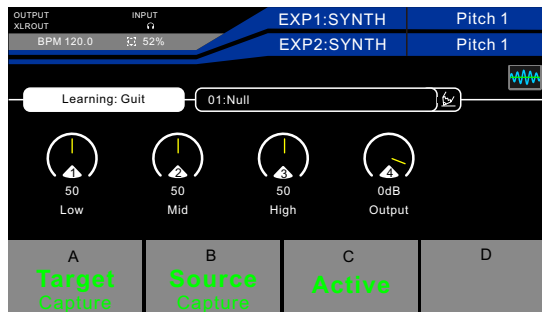 OUTPUT
XLROUT
INPUT
BPM 120.0
52%
EXP1:SYNTH
Pitch 1
EXP2:SYNTH
Pitch 1
Learning: Guit
01:Null
1
2
3
4
50
50
50
0dB
Low
Mid
High
Output
A
B
C
D
Target
Source
Active
Capture
Capture